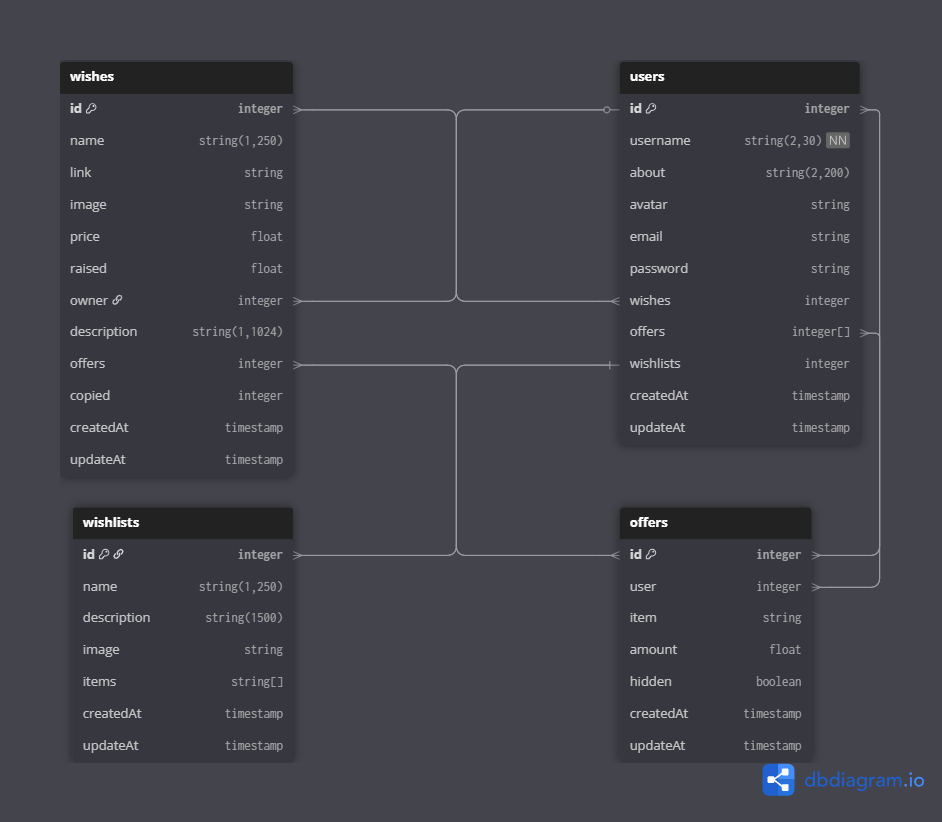 wishes
id integer
name string(1,250)
link string
image string
price float
raised float
owner integer
description string(1,1024)
offers integer
copied integer
createdAt timestamp
updateAt timestamp
users
id integer
username string(2,30) NN
about string(2,200)
avatar string
email string
password string
wishes integer
offers integer[]
wishlists integer
createdAt timestamp
updateAt timestamp
wishlists
id integer
name string(1,250)
description string(1500)
image string
items string[]
createdAt timestamp
updateAt timestamp
offers
id integer
user integer
item string
amount float
hidden boolean
createdAt timestamp
updateAt timestamp
dbdiagram.io